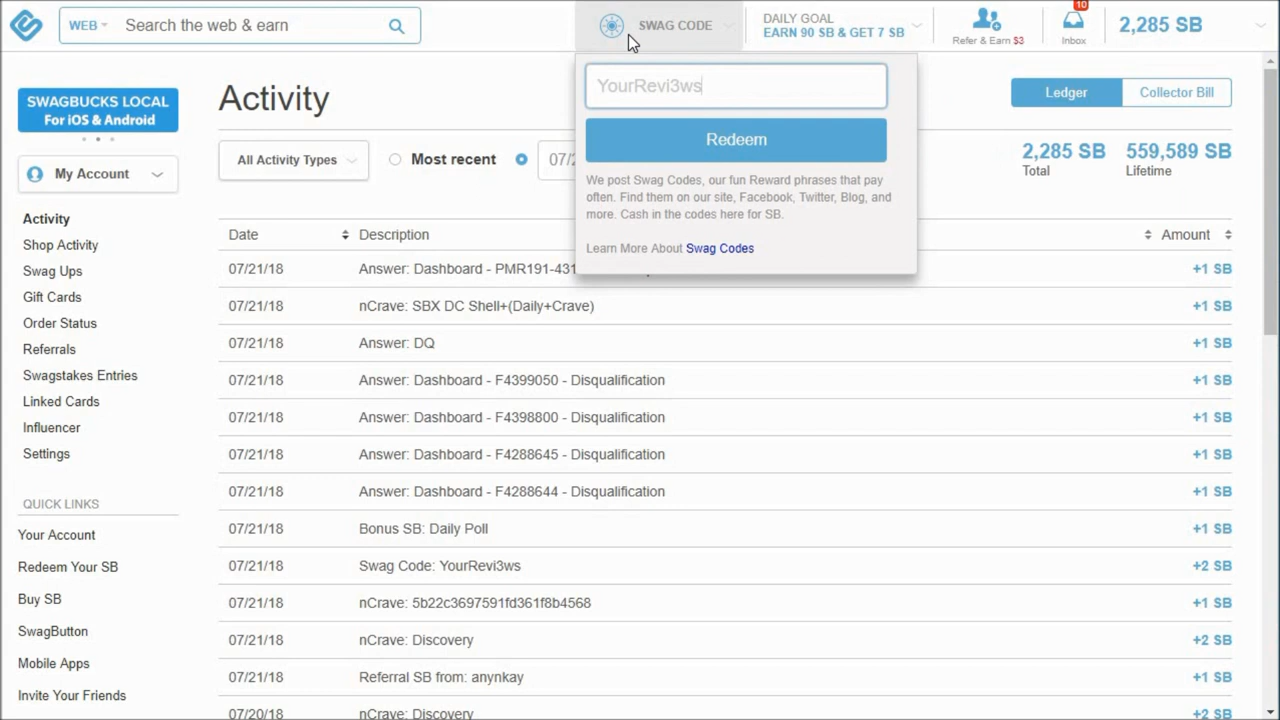 WEB
Search the web & earn
SWAG CODE
DAILY GOAL
EARN 90 SB & GET 7 SB
Refer & Earn $3
10
Inbox
2,285 SB
SWAGBUCKS LOCAL
For iOS & Android
My Account
Activity
Shop Activity
Swag Ups
Gift Cards
Order Status
Referrals
Swagstakes Entries
Linked Cards
Influencer
Settings
QUICK LINKS
Your Account
Redeem Your SB
Buy SB
SwagButton
Mobile Apps
Invite Your Friends
Activity
YourRevi3ws
Redeem
We post Swag Codes, our fun Reward phrases that pay
often. Find them on our site, Facebook, Twitter, Blog, and
more. Cash in the codes here for SB.
Learn More About Swag Codes
Ledger
Collector Bill
All Activity Types
Most recent
07/2
2,285 SB
Total
559,589 SB
Lifetime
Date Description Amount
07/21/18 Answer: Dashboard - PMR191-431 +1 SB
07/21/18 nCrave: SBX DC Shell+(Daily+Crave) +1 SB
07/21/18 Answer: DQ +1 SB
07/21/18 Answer: Dashboard - F4399050 - Disqualification +1 SB
07/21/18 Answer: Dashboard - F4398800 - Disqualification +1 SB
07/21/18 Answer: Dashboard - F4288645 - Disqualification +1 SB
07/21/18 Answer: Dashboard - F4288644 - Disqualification +1 SB
07/21/18 Bonus SB: Daily Poll +1 SB
07/21/18 Swag Code: YourRevi3ws +2 SB
07/21/18 nCrave: 5b22c3697591fd361f8b4568 +1 SB
07/21/18 nCrave: Discovery +2 SB
07/21/18 Referral SB from: anynkay +1 SB
07/20/18 nCrave: Discovery +2 SB